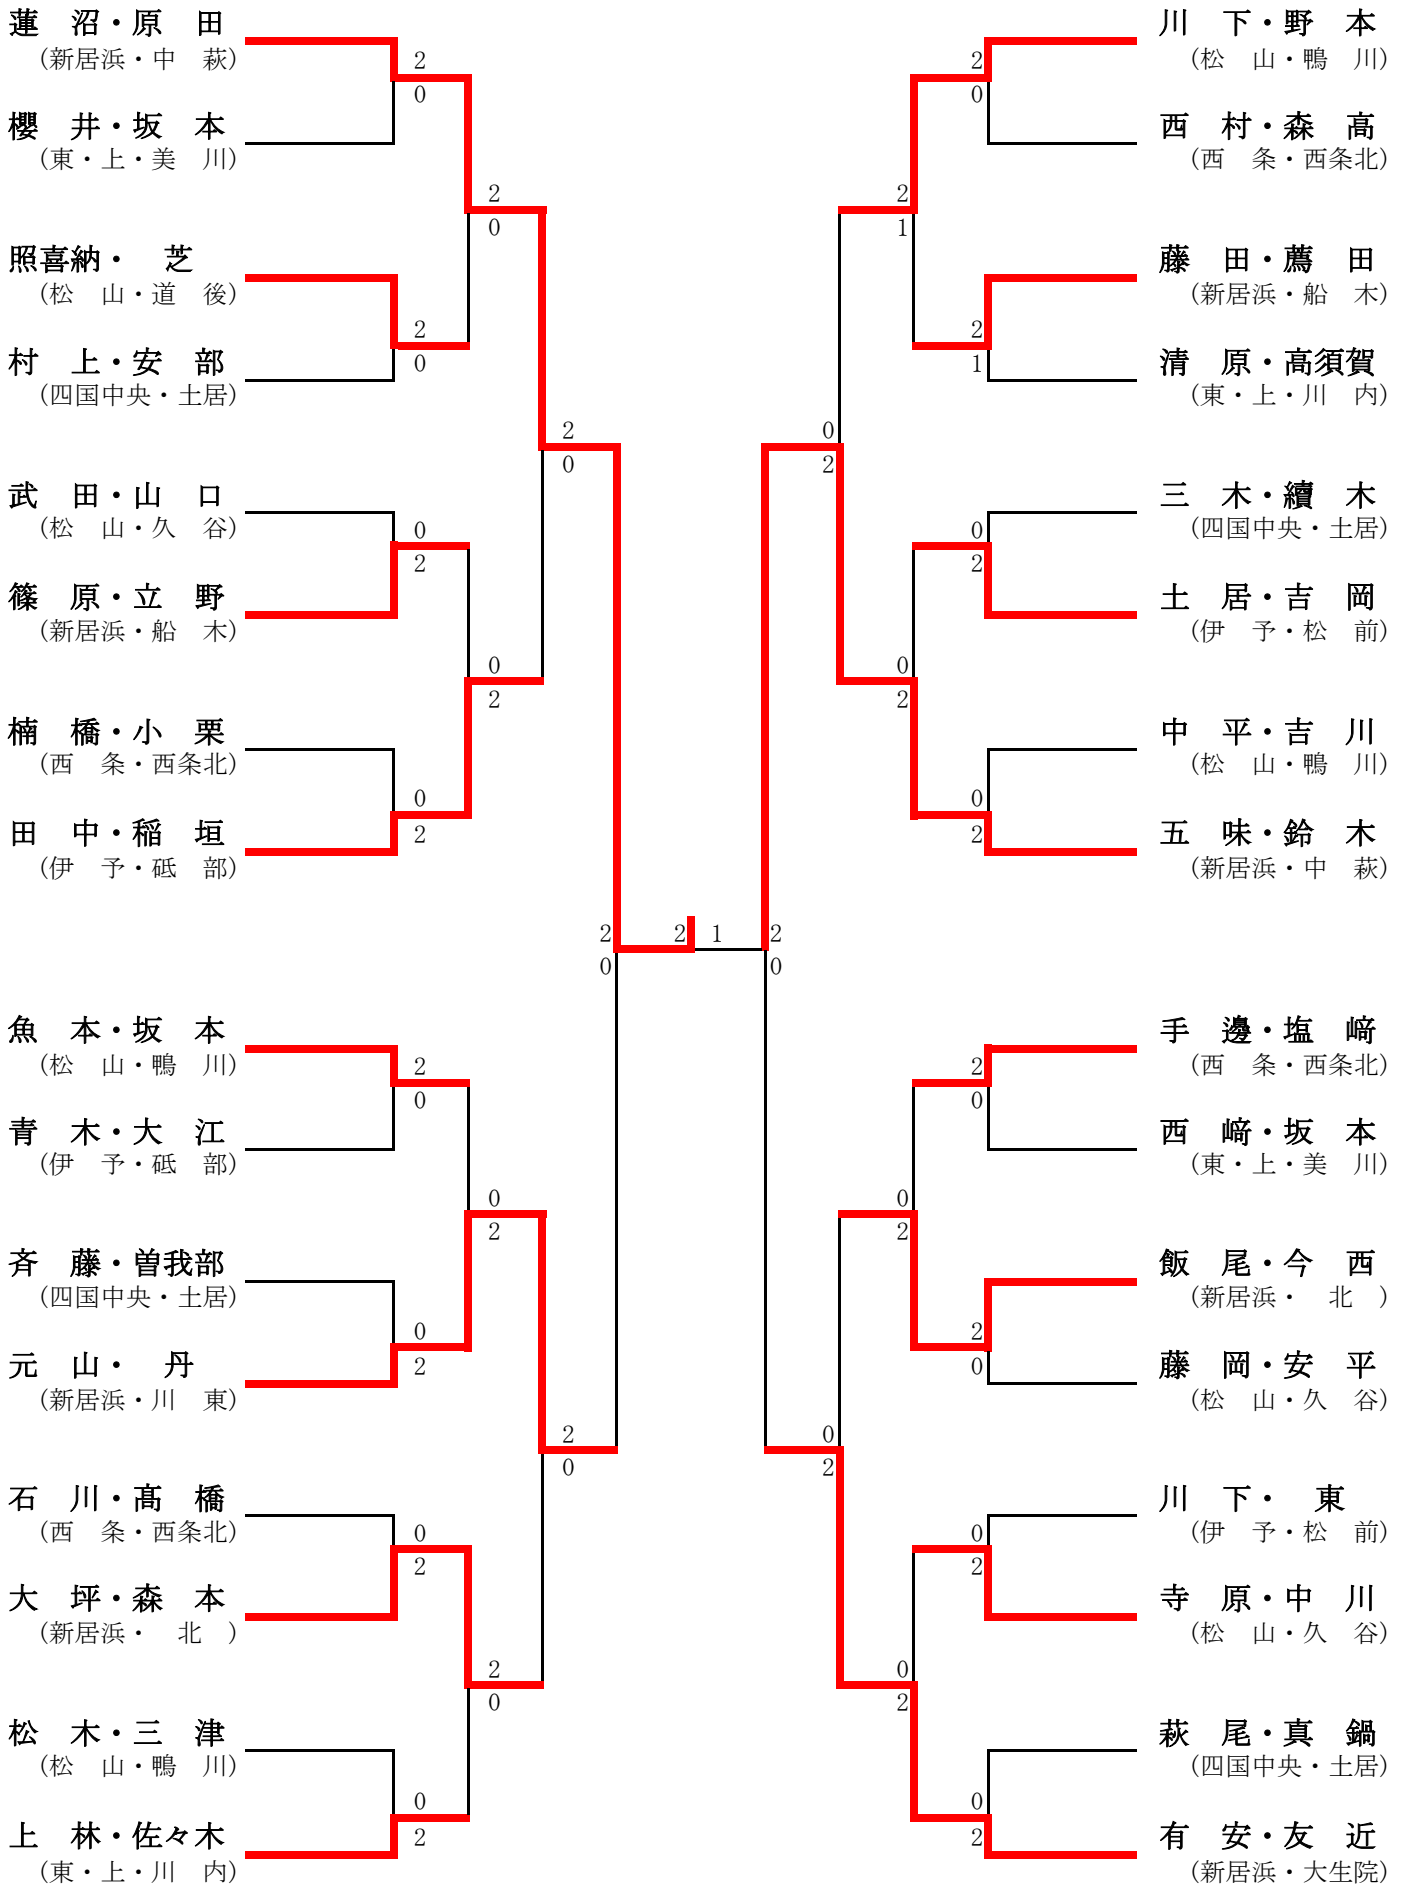 蓮　沼・原　田
(新居浜・中　萩)
2
0
櫻　井・坂　本
(東・上・美　川)
2
0
照喜納・　芝
(松　山・道　後)
2
0
村　上・安　部
(四国中央・土居)
2
0
武　田・山　口
(松　山・久　谷)
0
2
篠　原・立　野
(新居浜・船　木)
0
2
楠　橋・小　栗
(西　条・西条北)
0
2
田　中・稲　垣
(伊　予・砥　部)
2
0
2 1
魚　本・坂　本
(松　山・鴨　川)
2
0
青　木・大　江
(伊　予・砥　部)
0
2
斉　藤・曽我部
(四国中央・土居)
0
2
元　山・　丹
(新居浜・川　東)
2
0
石　川・髙　橋
(西　条・西条北)
0
2
大　坪・森　本
(新居浜・　北　)
2
0
松　木・三　津
(松　山・鴨　川)
0
2
上　林・佐々木
(東・上・川　内)
川　下・野　本
(松　山・鴨　川)
2
0
西　村・森　高
(西　条・西条北)
2
1
藤　田・薦　田
(新居浜・船　木)
2
1
清　原・高須賀
(東・上・川　内)
0
2
三　木・續　木
(四国中央・土居)
0
2
土　居・吉　岡
(伊　予・松　前)
0
2
中　平・吉　川
(松　山・鴨　川)
0
2
五　味・鈴　木
(新居浜・中　萩)
2
0
手　邊・塩　﨑
(西　条・西条北)
2
0
西　﨑・坂　本
(東・上・美　川)
0
2
飯　尾・今　西
(新居浜・　北　)
2
0
藤　岡・安　平
(松　山・久　谷)
0
2
川　下・　東
(伊　予・松　前)
0
2
寺　原・中　川
(松　山・久　谷)
0
2
萩　尾・真　鍋
(四国中央・土居)
0
2
有　安・友　近
(新居浜・大生院)